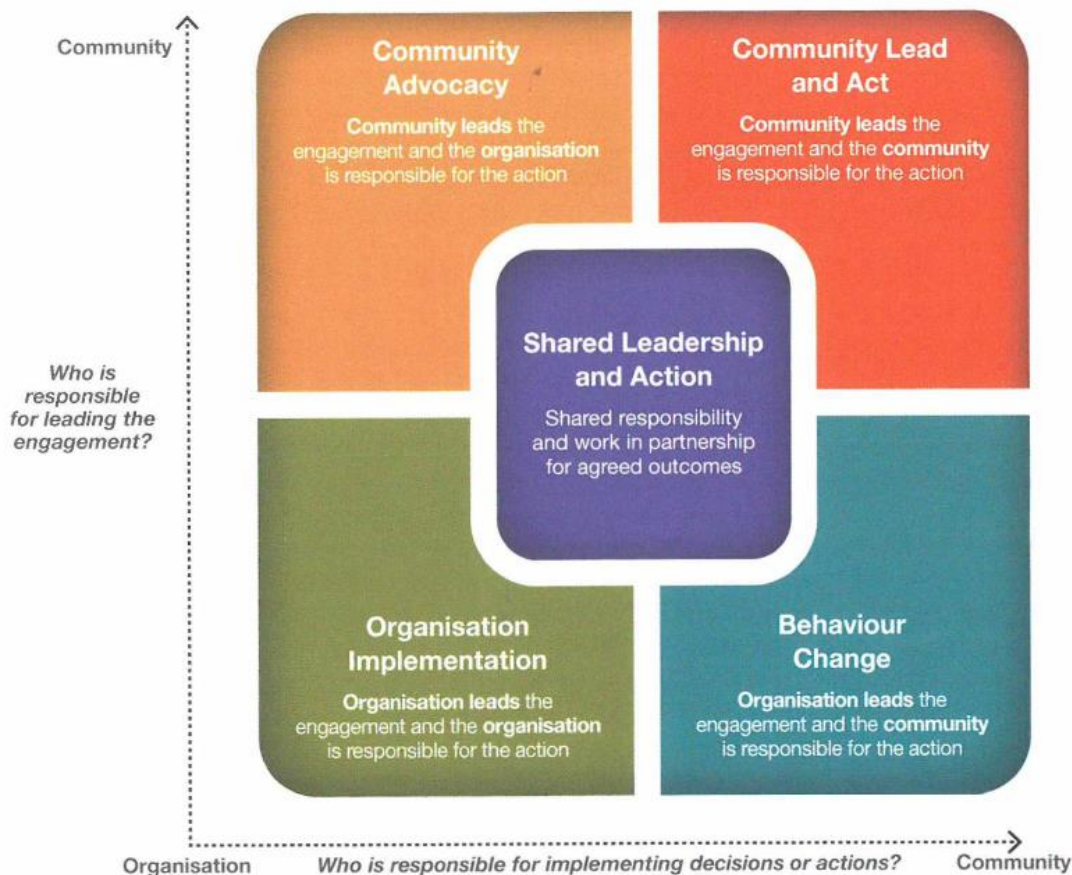 Community
Community
Advocacy
Community leads the
engagement and the organisation
is responsible for the action
Community Lead
and Act
Community leads the
engagement and the community
is responsible for the action
Who is
responsible
for leading the
engagement?
Shared Leadership
and Action
Shared responsibility
and work in partnership
for agreed outcomes
Organisation
Implementation
Organisation leads the
engagement and the organisation
is responsible for the action
Behaviour
Change
Organisation leads the
engagement and the community
is responsible for the action
Organisation
Who is responsible for implementing decisions or actions?
Community